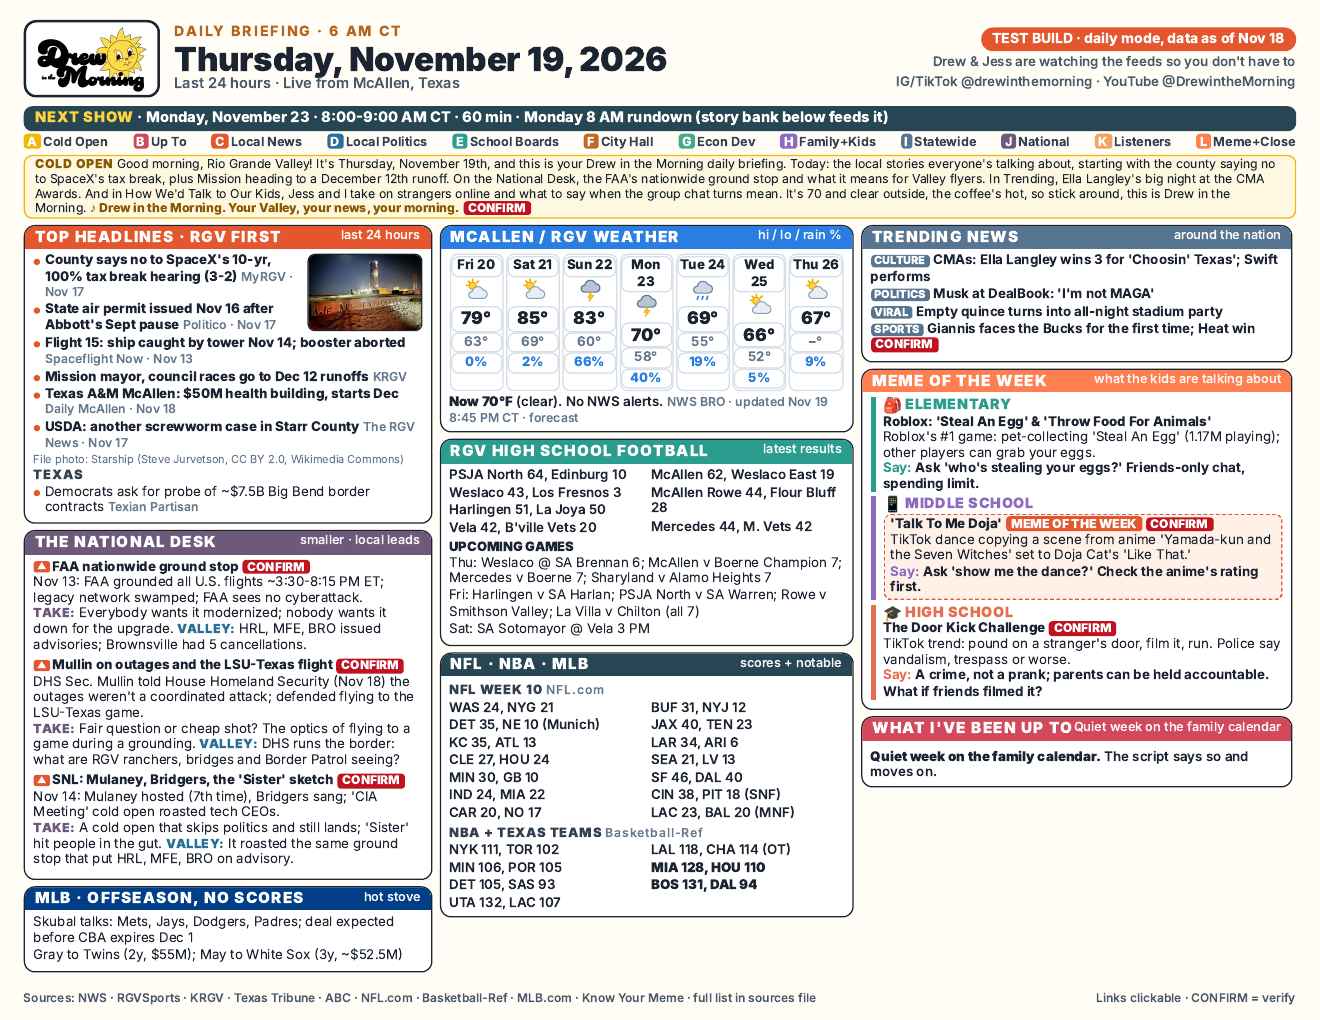 Drew
in the
Morning
DAILY BRIEFING · 6 AM CT
Thursday, November 19, 2026
Last 24 hours · Live from McAllen, Texas
TEST BUILD · daily mode, data as of Nov 18
Drew & Jess are watching the feeds so you don't have to
IG/TikTok @drewinthemorning · YouTube @DrewintheMorning
NEXT SHOW · Monday, November 23 · 8:00-9:00 AM CT · 60 min · Monday 8 AM rundown (story bank below feeds it)
A Cold Open B Up To C Local News D Local Politics E School Boards F City Hall G Econ Dev H Family+Kids I Statewide J National K Listeners L Meme+Close
COLD OPEN Good morning, Rio Grande Valley! It's Thursday, November 19th, and this is your Drew in the Morning daily briefing. Today: the local stories everyone's talking about, starting with the county saying no
to SpaceX's tax break, plus Mission heading to a December 12th runoff. On the National Desk, the FAA's nationwide ground stop and what it means for Valley flyers. In Trending, Ella Langley's big night at the CMA
Awards. And in How We'd Talk to Our Kids, Jess and I take on strangers online and what to say when the group chat turns mean. It's 70 and clear outside, the coffee's hot, so stick around, this is Drew in the
Morning. ♪ Drew in the Morning. Your Valley, your news, your morning. CONFIRM
TOP HEADLINES · RGV FIRST last 24 hours
• County says no to SpaceX's 10-yr,
100% tax break hearing (3-2) MyRGV ·
Nov 17
• State air permit issued Nov 16 after
Abbott's Sept pause Politico · Nov 17
• Flight 15: ship caught by tower Nov 14; booster aborted
Spaceflight Now · Nov 13
• Mission mayor, council races go to Dec 12 runoffs KRGV
• Texas A&M McAllen: $50M health building, starts Dec
Daily McAllen · Nov 18
• USDA: another screwworm case in Starr County The RGV
News · Nov 17
File photo: Starship (Steve Jurvetson, CC BY 2.0, Wikimedia Commons)
TEXAS
• Democrats ask for probe of ~$7.5B Big Bend border
contracts Texian Partisan
THE NATIONAL DESK smaller · local leads
FAA nationwide ground stop CONFIRM
Nov 13: FAA grounded all U.S. flights ~3:30-8:15 PM ET;
legacy network swamped; FAA sees no cyberattack.
TAKE: Everybody wants it modernized; nobody wants it
down for the upgrade. VALLEY: HRL, MFE, BRO issued
advisories; Brownsville had 5 cancellations.
Mullin on outages and the LSU-Texas flight CONFIRM
DHS Sec. Mullin told House Homeland Security (Nov 18) the
outages weren't a coordinated attack; defended flying to the
LSU-Texas game.
TAKE: Fair question or cheap shot? The optics of flying to a
game during a grounding. VALLEY: DHS runs the border:
what are RGV ranchers, bridges and Border Patrol seeing?
SNL: Mulaney, Bridgers, the 'Sister' sketch CONFIRM
Nov 14: Mulaney hosted (7th time), Bridgers sang; 'CIA
Meeting' cold open roasted tech CEOs.
TAKE: A cold open that skips politics and still lands; 'Sister'
hit people in the gut. VALLEY: It roasted the same ground
stop that put HRL, MFE, BRO on advisory.
MLB · OFFSEASON, NO SCORES hot stove
Skubal talks: Mets, Jays, Dodgers, Padres; deal expected
before CBA expires Dec 1
Gray to Twins (2y, $55M); May to White Sox (3y, ~$52.5M)
MCALLEN / RGV WEATHER hi / lo / rain %
Fri 20 Sat 21 Sun 22 Mon 23 Tue 24 Wed 25 Thu 26
79° 85° 83° 70° 69° 66° 67°
63° 69° 60° 58° 55° 52° –°
0% 2% 66% 40% 19% 5% 9%
Now 70°F (clear). No NWS alerts. NWS BRO · updated Nov 19
8:45 PM CT · forecast
RGV HIGH SCHOOL FOOTBALL latest results
PSJA North 64, Edinburg 10
Weslaco 43, Los Fresnos 3
Harlingen 51, La Joya 50
Vela 42, B'ville Vets 20
McAllen 62, Weslaco East 19
McAllen Rowe 44, Flour Bluff
28
Mercedes 44, M. Vets 42
UPCOMING GAMES
Thu: Weslaco @ SA Brennan 6; McAllen v Boerne Champion 7;
Mercedes v Boerne 7; Sharyland v Alamo Heights 7
Fri: Harlingen v SA Harlan; PSJA North v SA Warren; Rowe v
Smithson Valley; La Villa v Chilton (all 7)
Sat: SA Sotomayor @ Vela 3 PM
NFL · NBA · MLB scores + notable
NFL WEEK 10 NFL.com
WAS 24, NYG 21
DET 35, NE 10 (Munich)
KC 35, ATL 13
CLE 27, HOU 24
MIN 30, GB 10
IND 24, MIA 22
CAR 20, NO 17
BUF 31, NYJ 12
JAX 40, TEN 23
LAR 34, ARI 6
SEA 21, LV 13
SF 46, DAL 40
CIN 38, PIT 18 (SNF)
LAC 23, BAL 20 (MNF)
NBA + TEXAS TEAMS Basketball-Ref
NYK 111, TOR 102
MIN 106, POR 105
DET 105, SAS 93
UTA 132, LAC 107
LAL 118, CHA 114 (OT)
MIA 128, HOU 110
BOS 131, DAL 94
TRENDING NEWS around the nation
CULTURE CMAs: Ella Langley wins 3 for 'Choosin' Texas'; Swift
performs
POLITICS Musk at DealBook: 'I'm not MAGA'
VIRAL Empty quince turns into all-night stadium party
SPORTS Giannis faces the Bucks for the first time; Heat win
CONFIRM
MEME OF THE WEEK what the kids are talking about
ELEMENTARY
Roblox: 'Steal An Egg' & 'Throw Food For Animals'
Roblox's #1 game: pet-collecting 'Steal An Egg' (1.17M playing);
other players can grab your eggs.
Say: Ask 'who's stealing your eggs?' Friends-only chat,
spending limit.
MIDDLE SCHOOL
'Talk To Me Doja' MEME OF THE WEEK CONFIRM
TikTok dance copying a scene from anime 'Yamada-kun and
the Seven Witches' set to Doja Cat's 'Like That.'
Say: Ask 'show me the dance?' Check the anime's rating
first.
HIGH SCHOOL
The Door Kick Challenge CONFIRM
TikTok trend: pound on a stranger's door, film it, run. Police say
vandalism, trespass or worse.
Say: A crime, not a prank; parents can be held accountable.
What if friends filmed it?
WHAT I'VE BEEN UP TO Quiet week on the family calendar
Quiet week on the family calendar. The script says so and
moves on.
Sources: NWS · RGVSports · KRGV · Texas Tribune · ABC · NFL.com · Basketball-Ref · MLB.com · Know Your Meme · full list in sources file
Links clickable · CONFIRM = verify